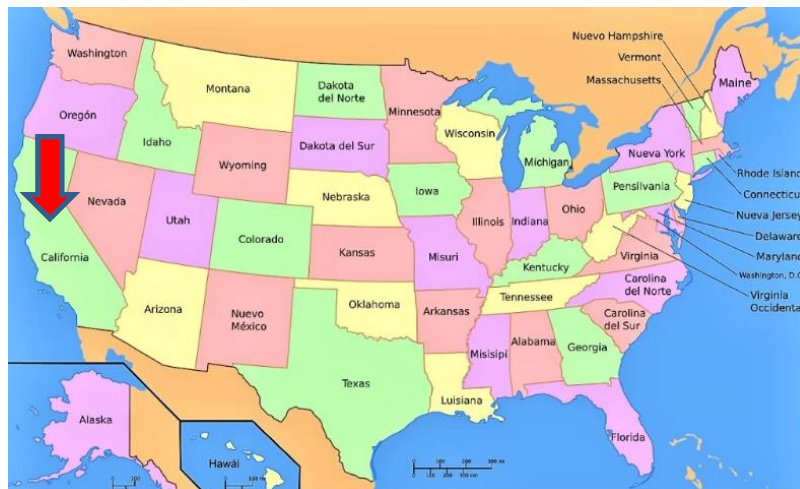 Nuevo Hampshire
Vermont
Massachusetts
Washington
Montana
Dakota
del Norte
Minnesota
Maine
Oregón
Idaho
Wisconsin
Dakota del Sur
Michigan
Nueva York
Wyoming
Rhode Island
Connecticu
Nueva Jersey
Delaware
Maryland
Washington, D.C
Virginia
Occidenta
Pensilvania
Nevada
Nebraska
Iowa
Utah
Illinois
Indiana
Ohio
Colorado
California
Kansas
Misuri
Virginia
Kentucky
Carolina
del Norte
Tennessee
Arizona
Nuevo
México
Oklahoma
Arkansas
Carolina
del Sur
Misisipi
Alabama
Georgia
Texas
Luisiana
Alaska
Florida
Hawái